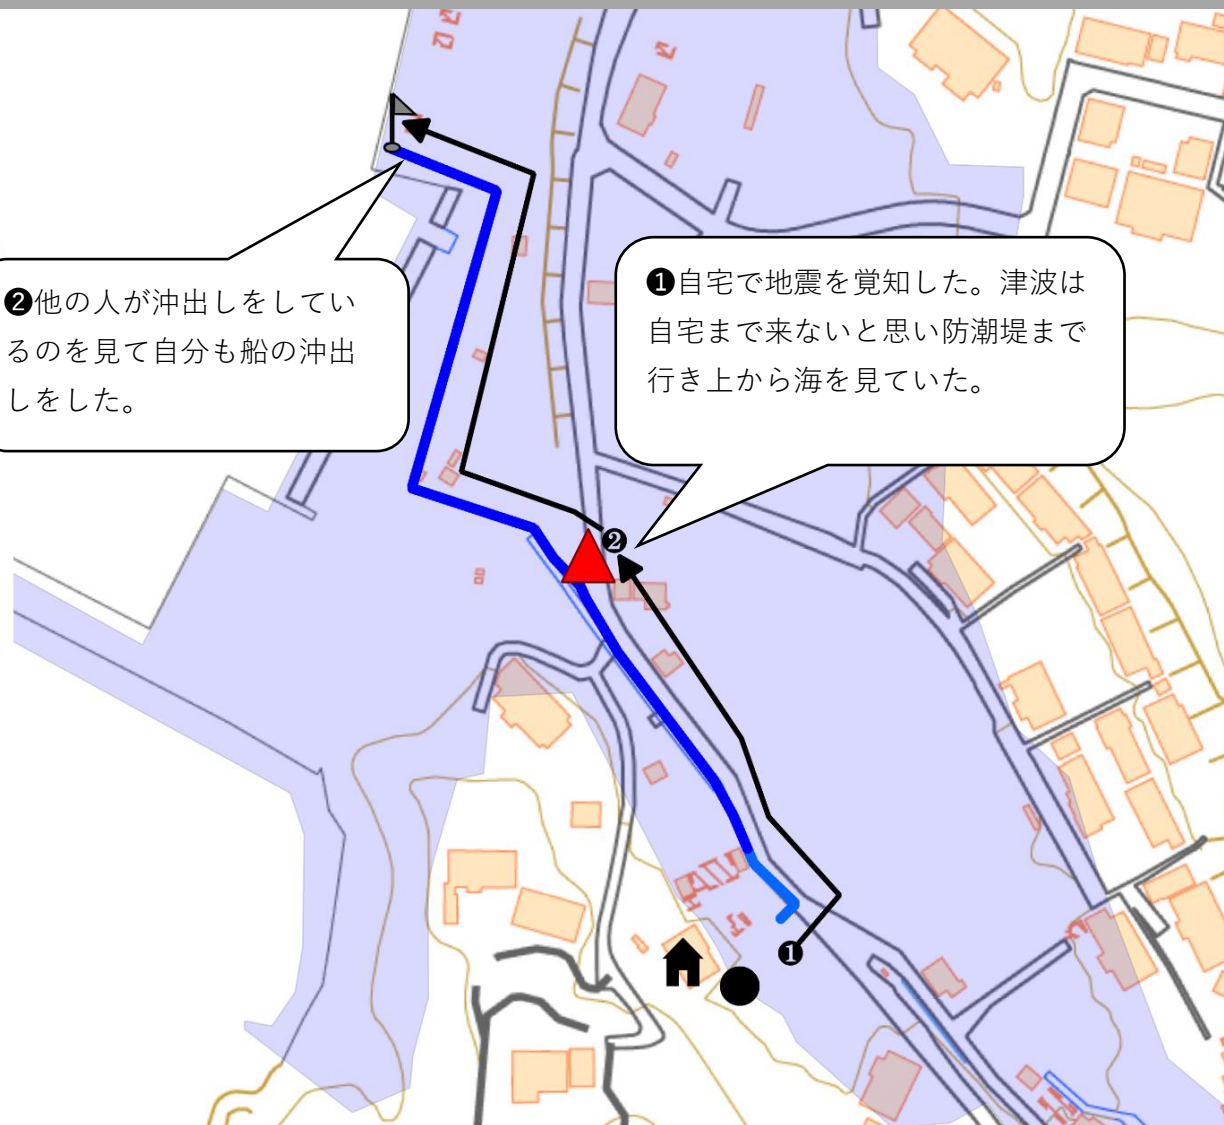 ❶自宅で地震を覚知した。津波は
自宅まで来ないと思い防潮堤まで
行き上から海を見ていた。
❷他の人が沖出しをしてい
るのを見て自分も船の沖出
しをした。
❷
❶